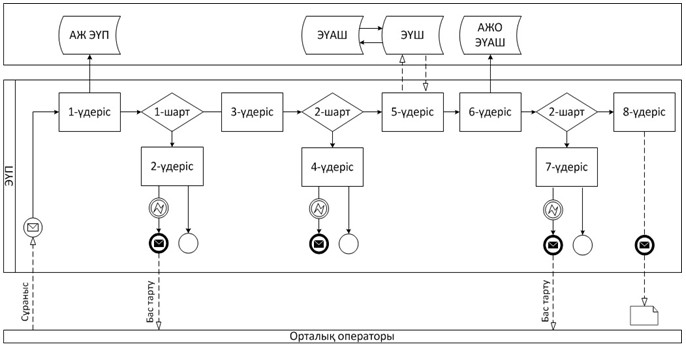 АЖ ЭҮП
ЭҮАШ
ЭҮШ
АЖО
ЭҮАШ
ЭҮП
1-үдеріс
1-шарт
3-үдеріс
2-шарт
5-үдеріс
6-үдеріс
2-шарт
8-үдеріс
2-үдеріс
4-үдеріс
7-үдеріс
Сұраныс
Бас тарту
Бас тарту
Орталық операторы